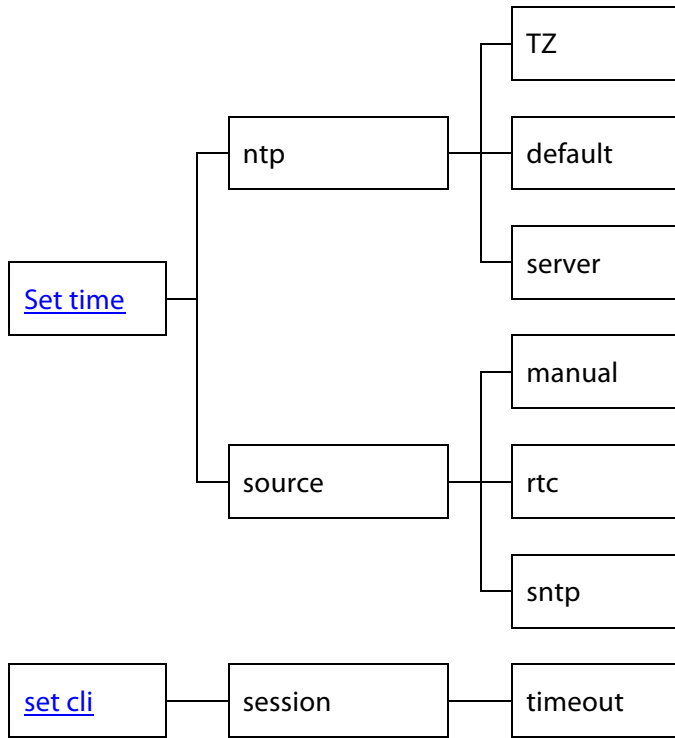 TZ
ntp
default
server
Set time
manual
source
rtc
sntp
set cli
session
timeout